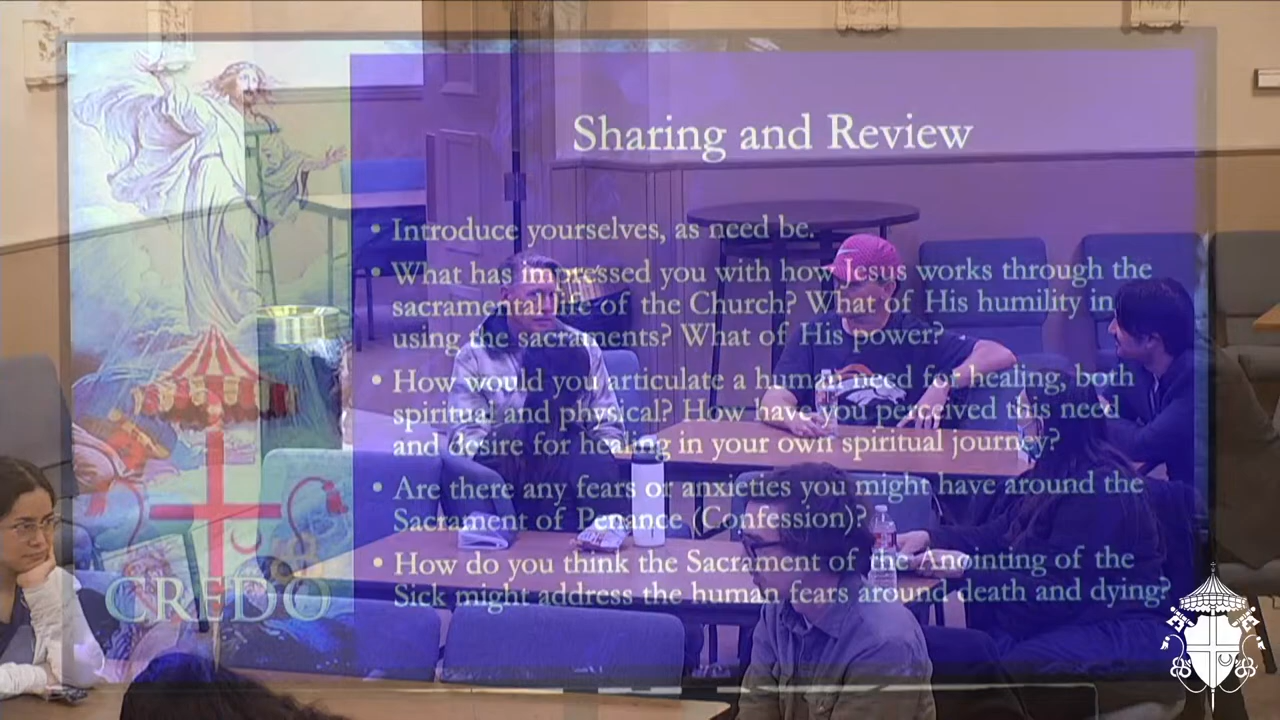 Sharing and Review
• Introduce yourselves, as need be.
• What has impressed you with how Jesus works through the
sacramental life of the Church? What of His humility in
using the sacraments? What of His power?
• How would you articulate a human need for healing, both
spiritual and physical? How have you perceived this need
and desire for healing in your own spiritual journey?
• Are there any fears or anxieties you might have around the
Sacrament of Penance (Confession)?
• How do you think the Sacrament of the Anointing of the
Sick might address the human fears around death and dying?
CREDO